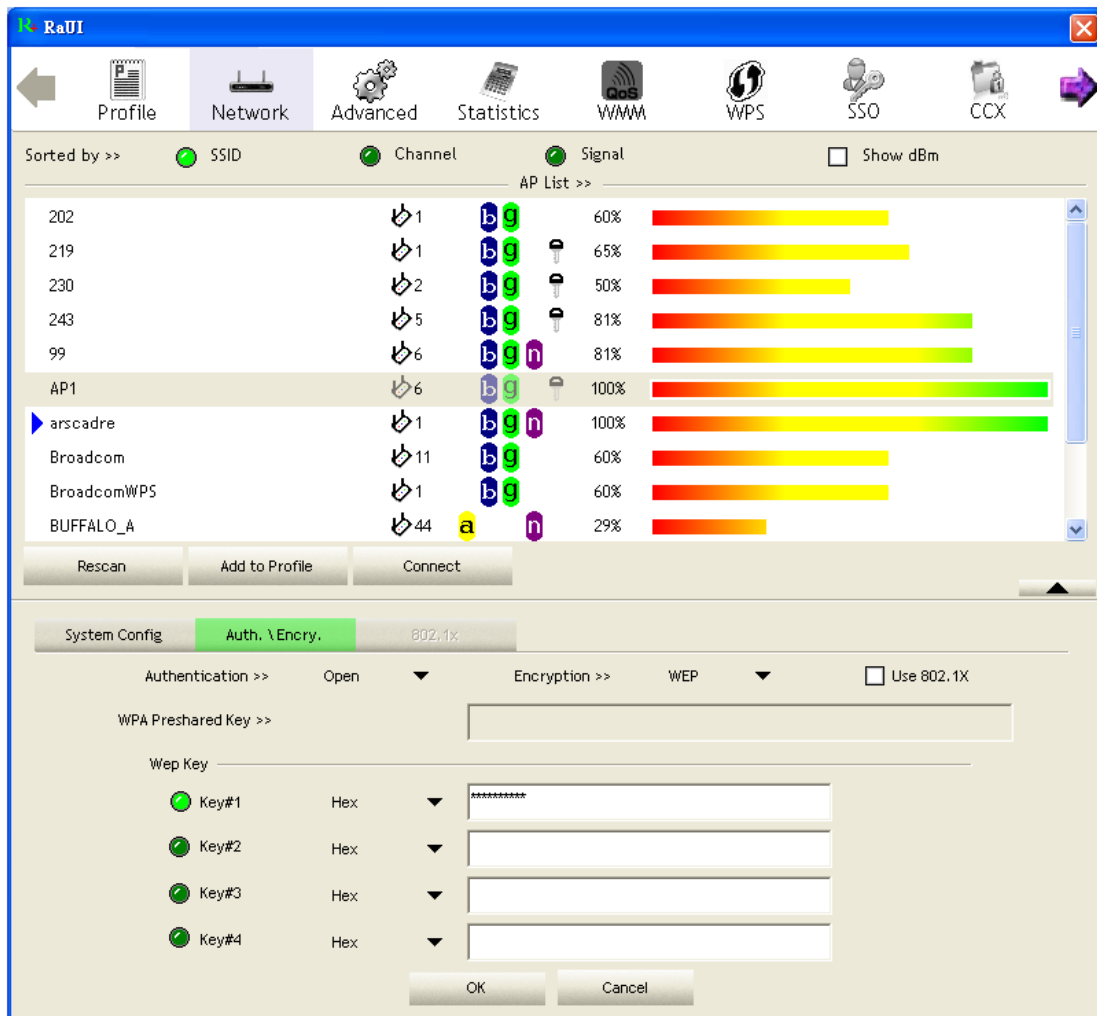 R RaUI
Profile Network Advanced Statistics QoS WMM WPS SSO CCX
Sorted by >> SSID Channel Signal Show dBm
AP List >>
202 1 b g 60%
219 1 b g 65%
230 2 b g 50%
243 5 b g 81%
99 6 b g n 81%
AP1 6 b g 100%
arscadre 1 b g n 100%
Broadcom 11 b g 60%
BroadcomWPS 1 b g 60%
BUFFALO_A 44 a n 29%
Rescan Add to Profile Connect
System Config Auth. \ Encry. 802.1x
Authentication >> Open Encryption >> WEP Use 802.1X
WPA Preshared Key >>
Wep Key
Key#1 Hex **********
Key#2 Hex
Key#3 Hex
Key#4 Hex
OK Cancel